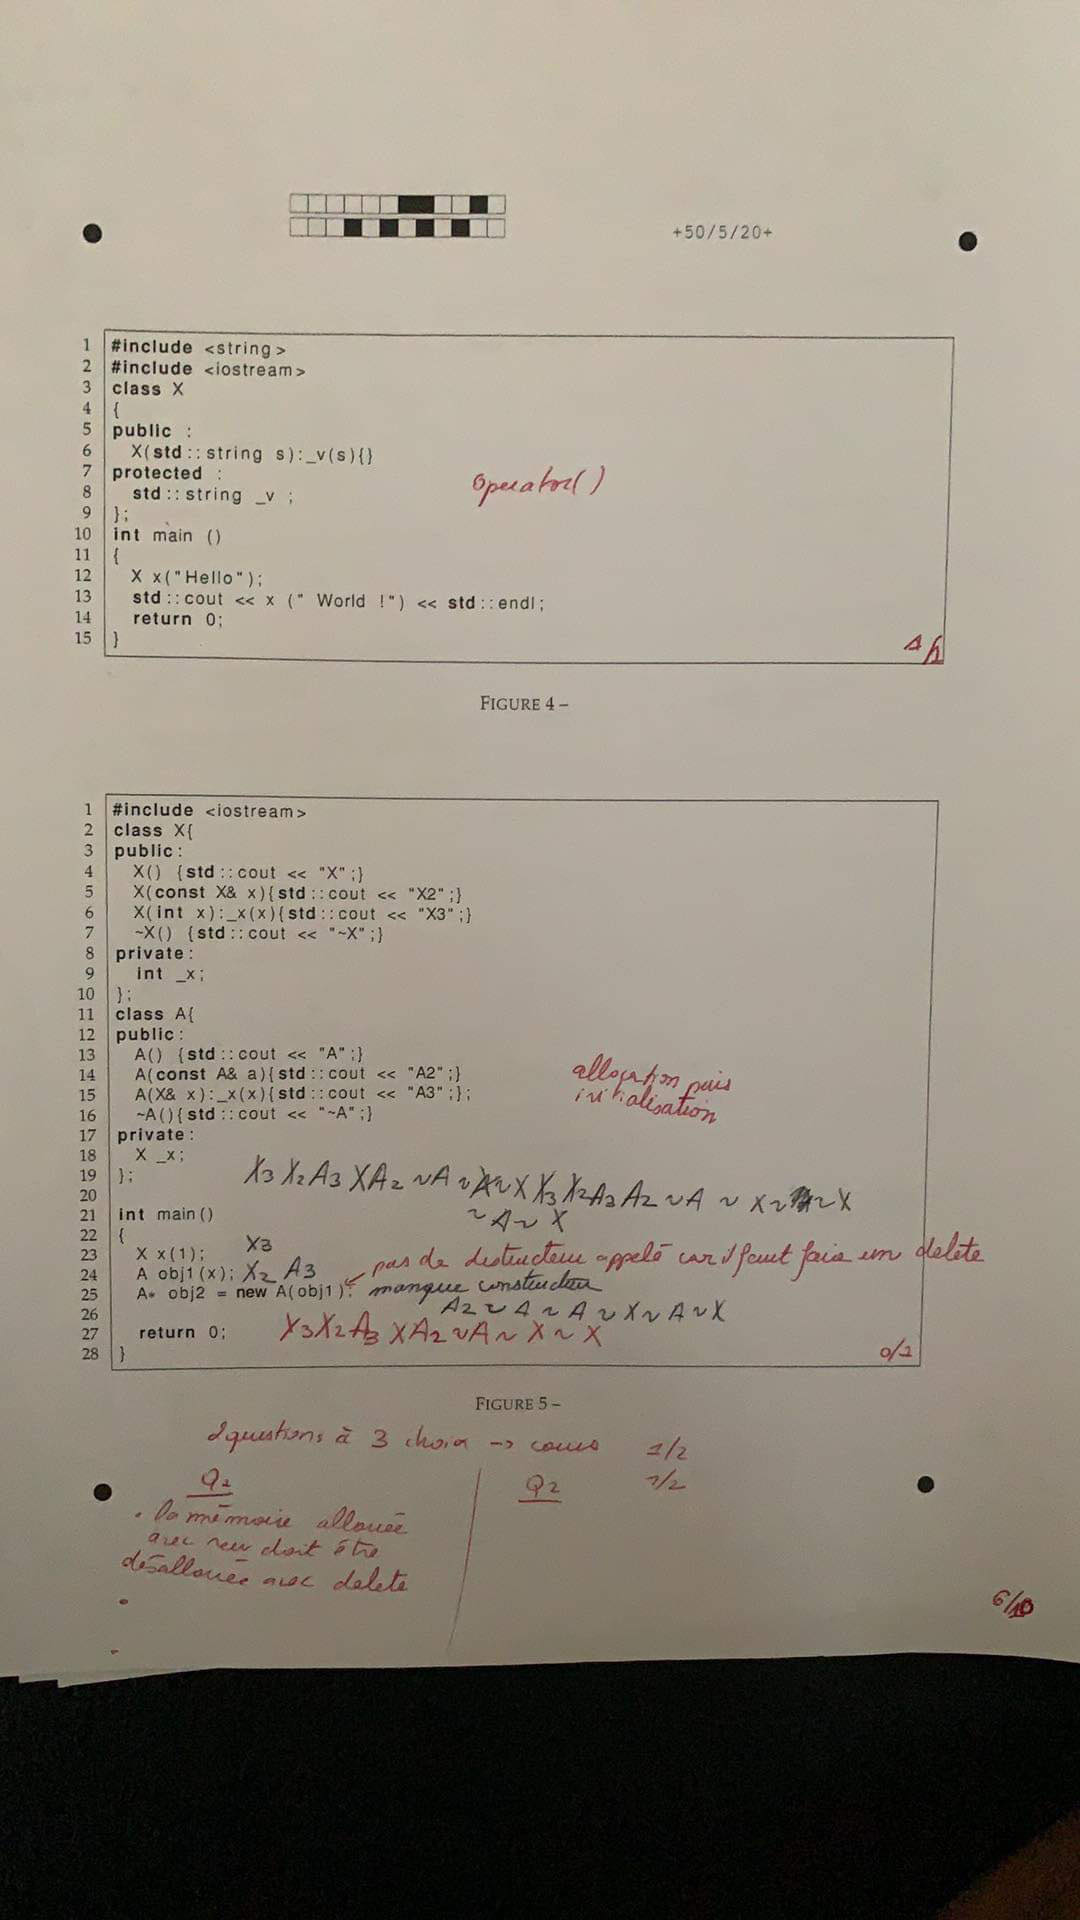 +50/5/20+
1 #include <string>
2 #include <iostream>
3 class X
4 {
5 public :
6 X(std::string s):_v(s){}
7 protected :
8 std::string _v ;
operator()
9 };
10 int main ()
11 {
12 X x("Hello");
13 std::cout << x (" World !") << std::endl;
14 return 0;
15 }
FIGURE 4 –
1 #include <iostream>
2 class X{
3 public:
4 X() {std::cout << "X";}
5 X(const X& x){std::cout << "X2";}
6 X(int x):_x(x){std::cout << "X3";}
7 ~X() {std::cout << "~X";}
8 private:
9 int _x;
10 };
11 class A{
12 public:
13 A() {std::cout << "A";}
14 A(const A& a){std::cout << "A2";}
15 A(X& x):_x(x){std::cout << "A3";};
allocation puis
initialisation
16 ~A(){std::cout << "~A";}
17 private:
18 X _x;
19 };
X3 X2 A3 X A2 ~A ~ ~X X3 X2 A3 A2 ~A ~X ~ ~X
~A ~X
20
21 int main()
22 {
23 X x(1); X3
pas de destructeur appelé car il faut faire un delete
24 A obj1(x); X2 A3
25 A* obj2 = new A(obj1); manque constructeur
26 A2 ~A ~A ~X ~A ~X
27 return 0; X3 X2 A3 X A2 ~A ~X ~X
28 }
0/2
FIGURE 5 –
2 questions à 3 choix -> cours 1/2
Q2 Q2 1/2
. la mémoire allouée
avec new doit être
désallouée avec delete
6/10